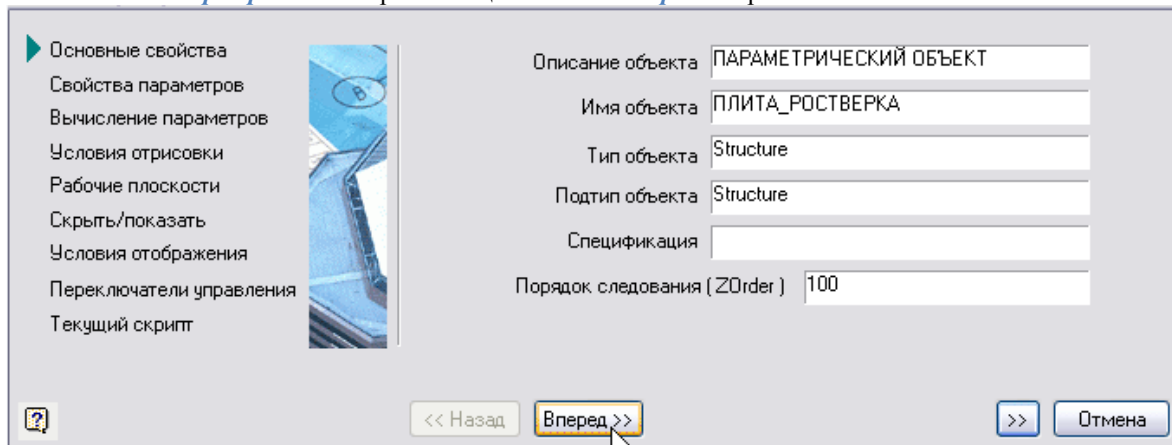 Основные свойства
Свойства параметров
Вычисление параметров
Условия отрисовки
Рабочие плоскости
Скрыть/показать
Условия отображения
Переключатели управления
Текущий скрипт
B
Описание объекта ПАРАМЕТРИЧЕСКИЙ ОБЪЕКТ
Имя объекта ПЛИТА_РОСТВЕРКА
Тип объекта Structure
Подтип объекта Structure
Спецификация
Порядок следования ( ZOrder ) 100
? << Назад Вперед >> >> Отмена